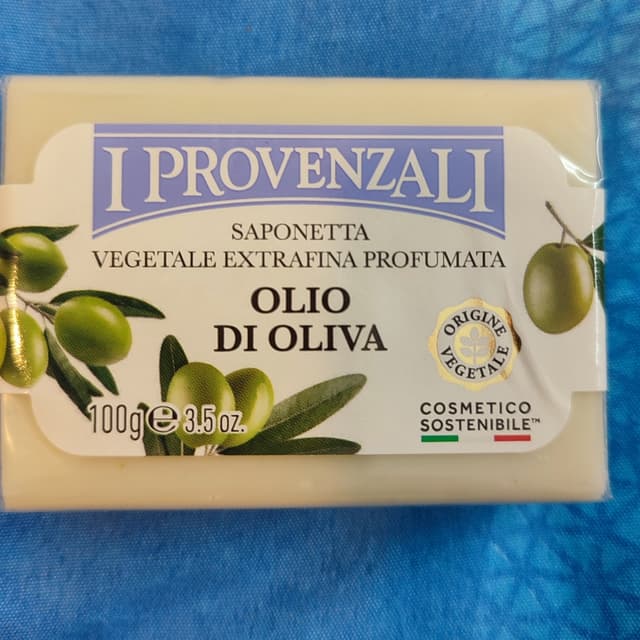 I PROVENZALI
SAPONETTA
VEGETALE EXTRAFINA PROFUMATA
OLIO
DI OLIVA
ORIGINE
VEGETALE
100g ℮ 3.5 oz.
COSMETICO
SOSTENIBILE™